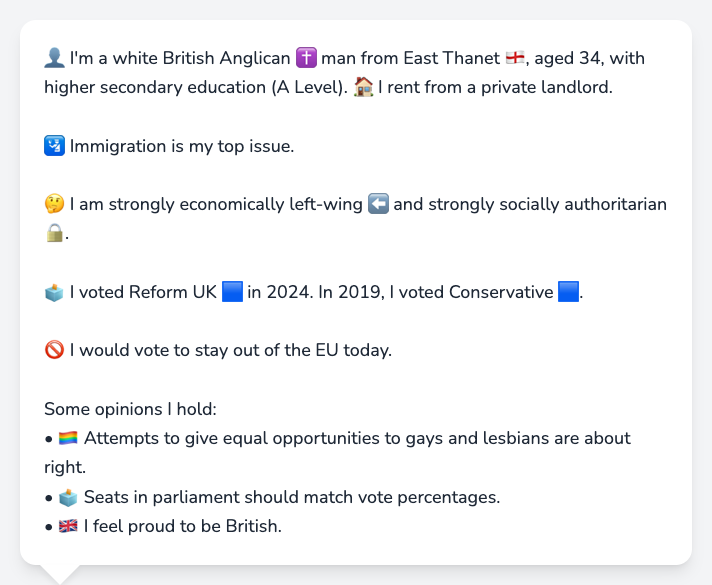 👤 I'm a white British Anglican ✝️ man from East Thanet 🏴󠁧󠁢󠁥󠁮󠁧󠁿, aged 34, with
higher secondary education (A Level). 🏠 I rent from a private landlord.
🛂 Immigration is my top issue.
🤔 I am strongly economically left-wing ⬅️ and strongly socially authoritarian
🔒.
🗳️ I voted Reform UK 🟦 in 2024. In 2019, I voted Conservative 🟦.
🚫 I would vote to stay out of the EU today.
Some opinions I hold:
• 🏳️‍🌈 Attempts to give equal opportunities to gays and lesbians are about
right.
• 🗳️ Seats in parliament should match vote percentages.
• 🇬🇧 I feel proud to be British.